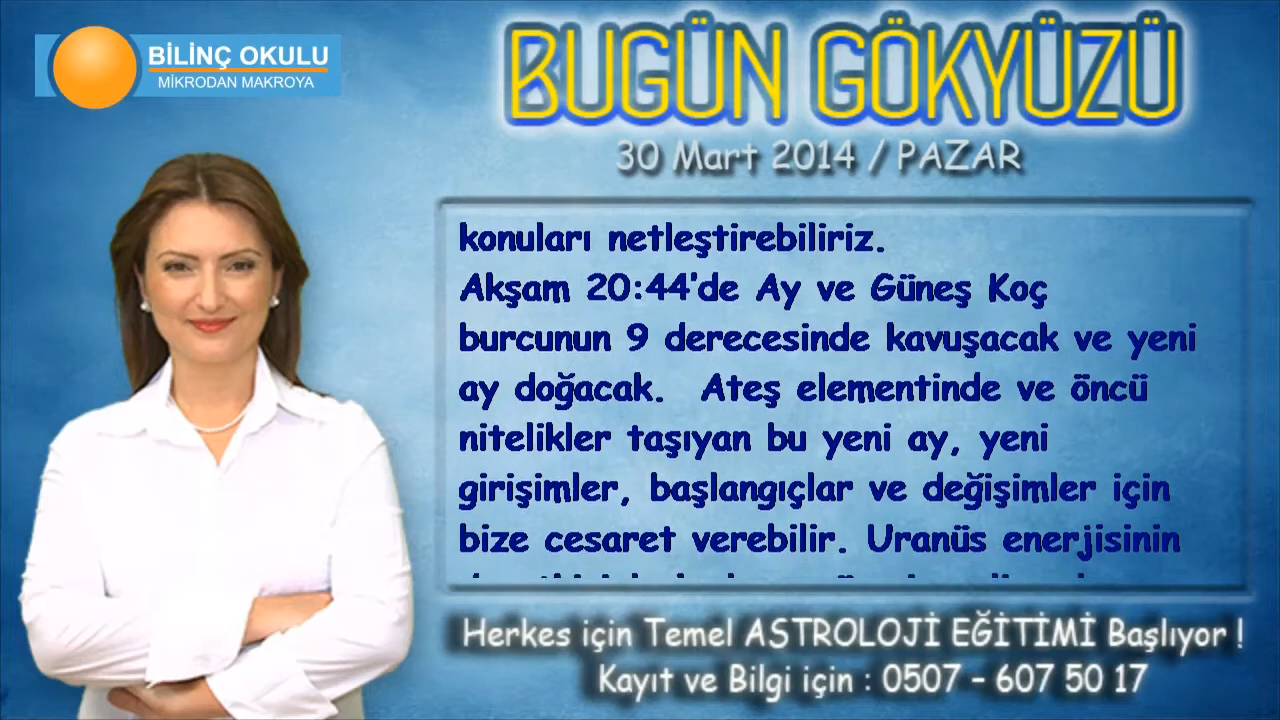 BİLİNÇ OKULU
MİKRODAN MAKROYA
BUGÜN GÖKYÜZÜ
30 Mart 2014 / PAZAR
konuları netleştirebiliriz.
Akşam 20:44'de Ay ve Güneş Koç
burcunun 9 derecesinde kavuşacak ve yeni
ay doğacak. Ateş elementinde ve öncü
nitelikler taşıyan bu yeni ay, yeni
girişimler, başlangıçlar ve değişimler için
bize cesaret verebilir. Uranüs enerjisinin
Herkes için Temel ASTROLOJİ EĞİTİMİ Başlıyor !
Kayıt ve Bilgi için : 0507 – 607 50 17